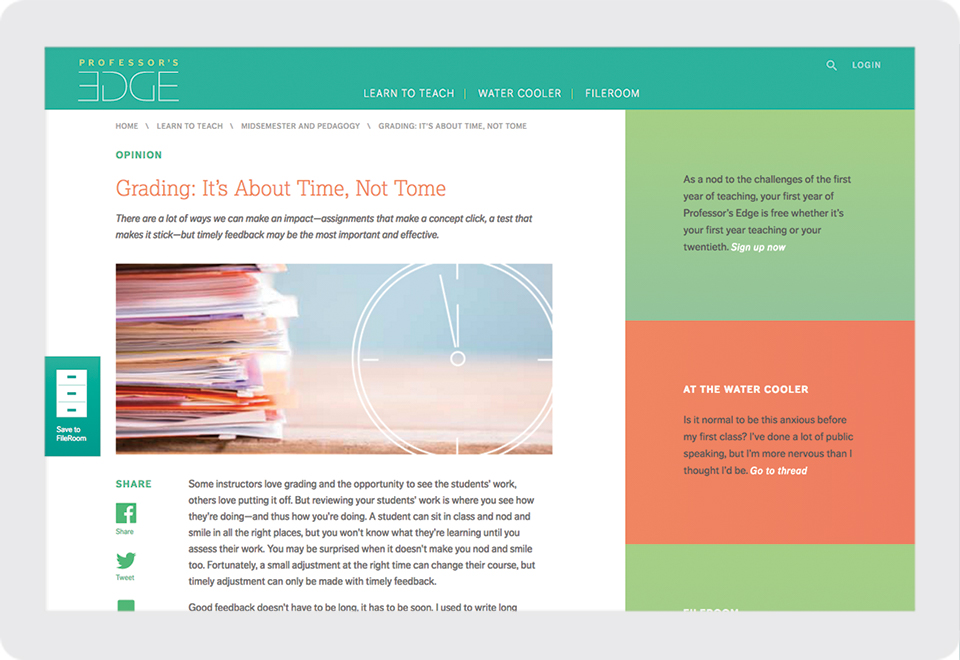 PROFESSOR'S
EDGE
LOGIN
LEARN TO TEACH | WATER COOLER | FILEROOM
HOME \ LEARN TO TEACH \ MIDSEMESTER AND PEDAGOGY \ GRADING: IT'S ABOUT TIME, NOT TOME
OPINION
Grading: It's About Time, Not Tome
There are a lot of ways we can make an impact—assignments that make a concept click, a test that
makes it stick—but timely feedback may be the most important and effective.
Save to
FileRoom
SHARE
Share
Tweet
Some instructors love grading and the opportunity to see the students' work,
others love putting it off. But reviewing your students' work is where you see how
they're doing—and thus how you're doing. A student can sit in class and nod and
smile in all the right places, but you won't know what they're learning until you
assess their work. You may be surprised when it doesn't make you nod and smile
too. Fortunately, a small adjustment at the right time can change their course, but
timely adjustment can only be made with timely feedback.
Good feedback doesn't have to be long, it has to be soon. I used to write long
As a nod to the challenges of the first
year of teaching, your first year of
Professor's Edge is free whether it's
your first year teaching or your
twentieth. Sign up now
AT THE WATER COOLER
Is it normal to be this anxious before
my first class? I've done a lot of public
speaking, but I'm more nervous than I
thought I'd be. Go to thread
FILEROOM